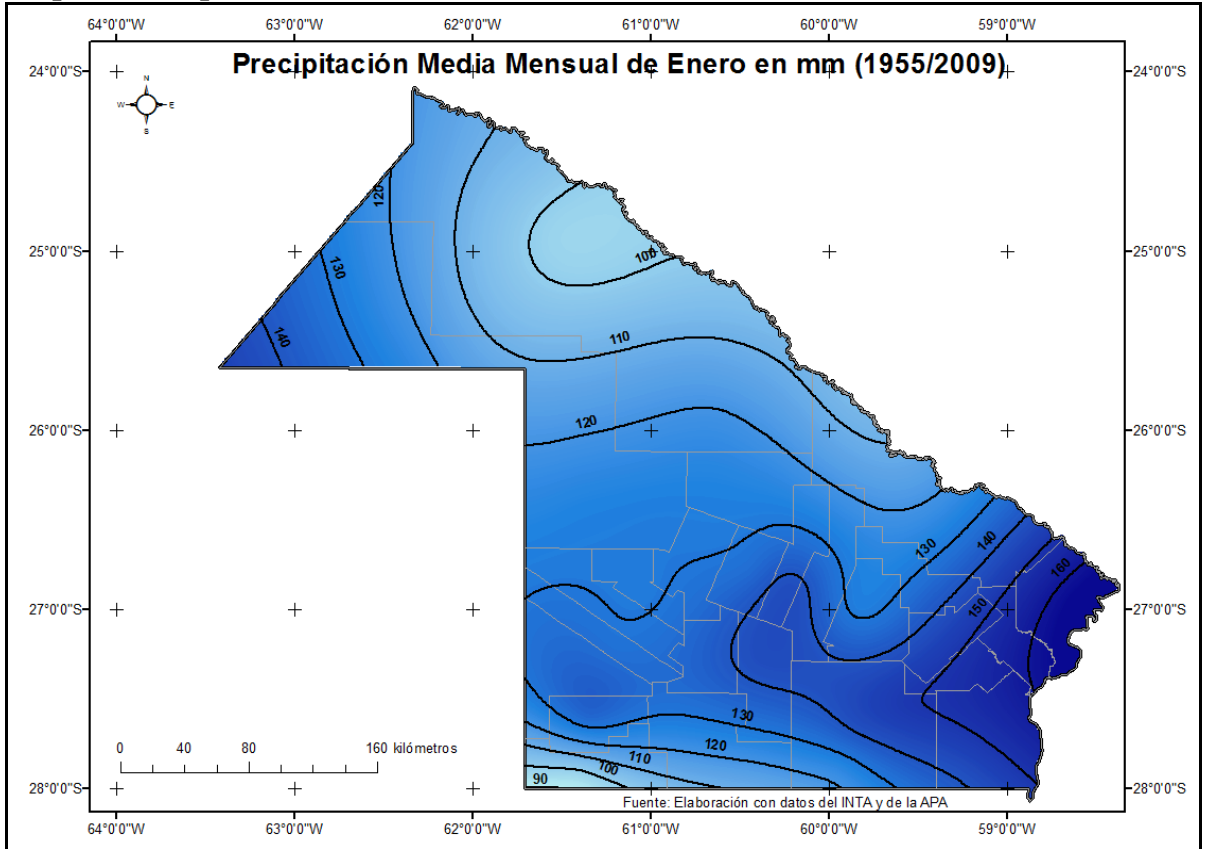 64°0'0"W 63°0'0"W 62°0'0"W 61°0'0"W 60°0'0"W 59°0'0"W
Precipitación Media Mensual de Enero en mm (1955/2009)
24°0'0"S 24°0'0"S
N
W E
S
120
100
25°0'0"S 25°0'0"S
130
140
110
120
26°0'0"S 26°0'0"S
130
140
160
150
27°0'0"S 27°0'0"S
130
120
110
100
90
0 40 80 160 kilómetros
28°0'0"S 28°0'0"S
Fuente: Elaboración con datos del INTA y de la APA
64°0'0"W 63°0'0"W 62°0'0"W 61°0'0"W 60°0'0"W 59°0'0"W